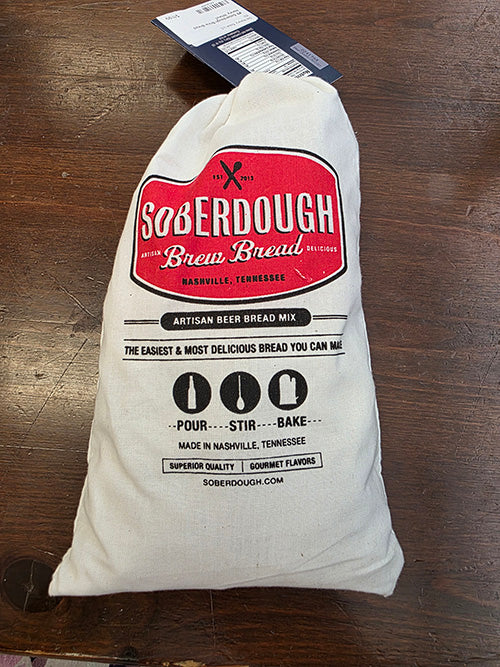 EST 2013
SOBERDOUGH
ARTISAN Brew Bread DELICIOUS
NASHVILLE, TENNESSEE
ARTISAN BEER BREAD MIX
THE EASIEST & MOST DELICIOUS BREAD YOU CAN MAKE
--POUR----STIR----BAKE---
MADE IN NASHVILLE, TENNESSEE
SUPERIOR QUALITY | GOURMET FLAVORS
SOBERDOUGH.COM